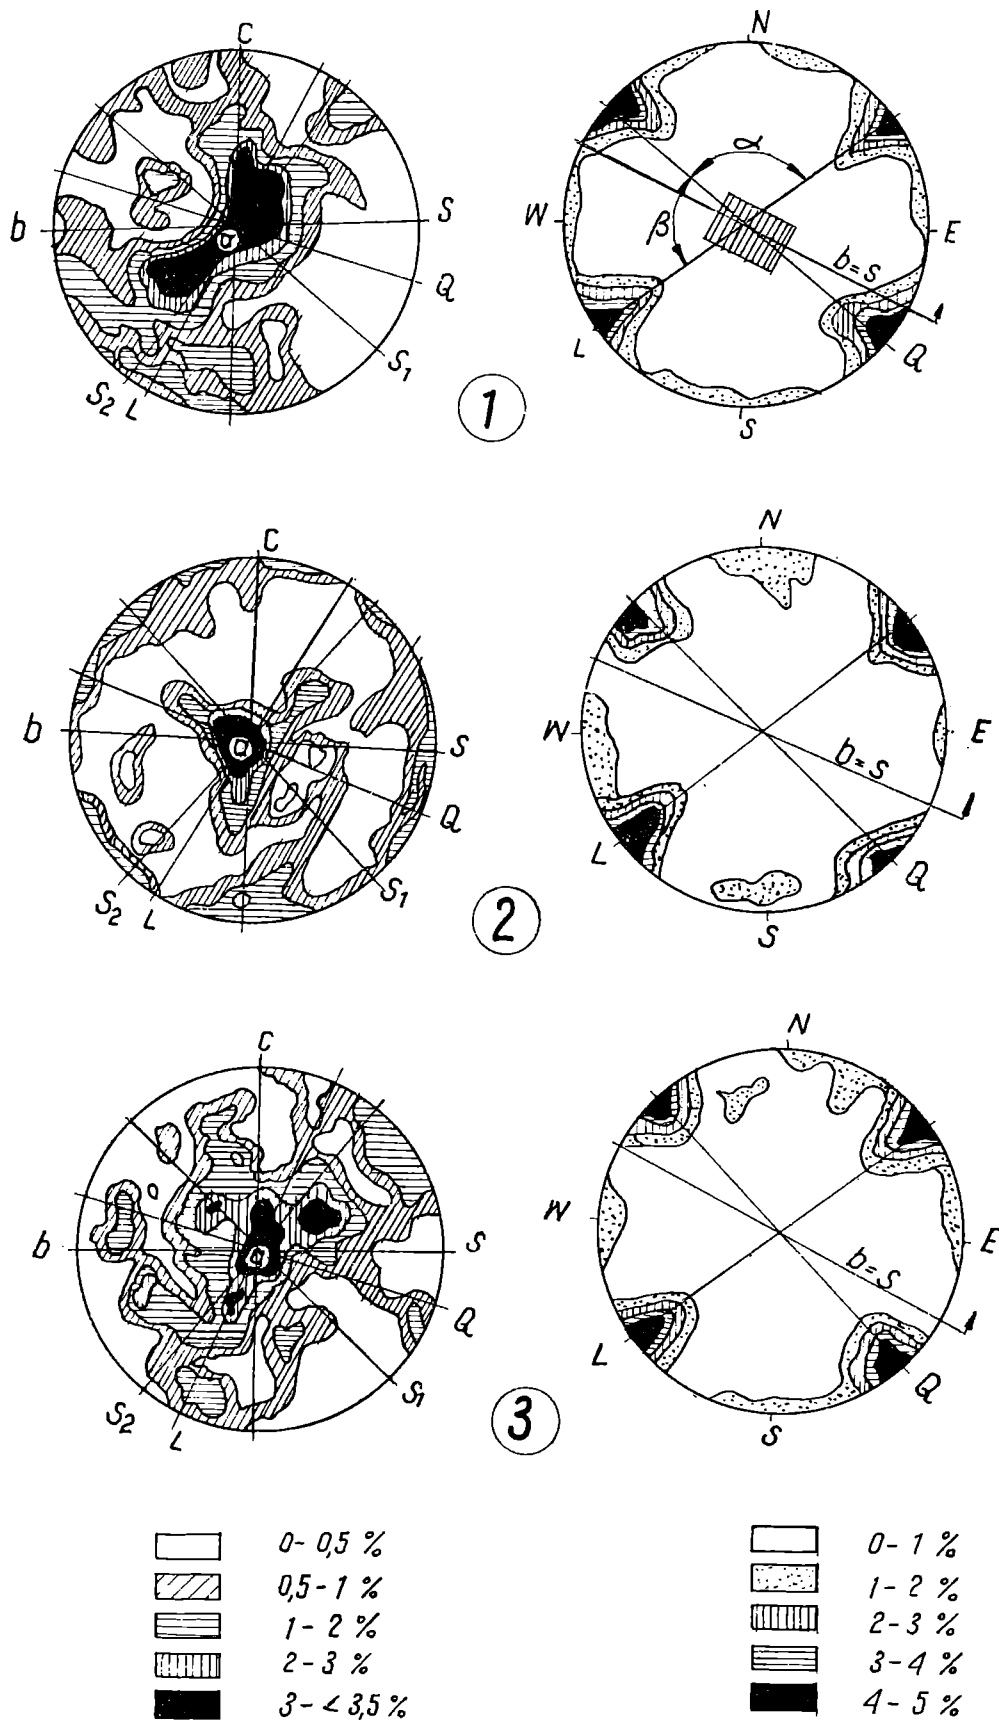 C
b
a
S
Q
S1
S2 L
1
N
W
E
α
β
b=s
L
Q
S
C
b
a
S
Q
S1
S2 L
2
N
W
E
b=s
L
Q
S
C
b
a
S
Q
S1
S2
L
3
N
W
E
b=s
L
Q
S
0- 0,5 %
0,5-1 %
1-2 %
2-3 %
3-< 3,5 %
0-1 %
1-2 %
2-3 %
3-4 %
4-5 %